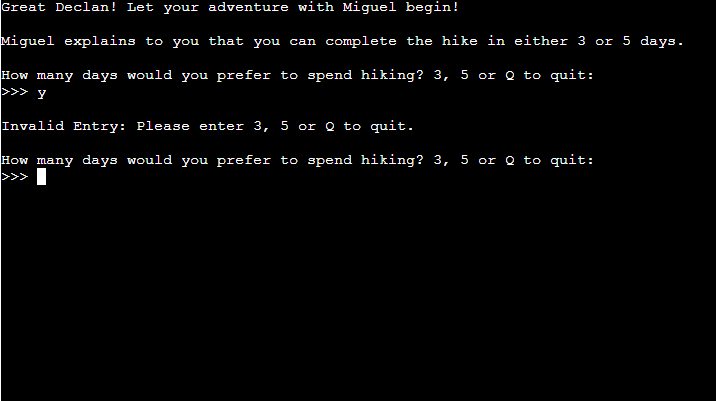 Great Declan! Let your adventure with Miguel begin!
Miguel explains to you that you can complete the hike in either 3 or 5 days.
How many days would you prefer to spend hiking? 3, 5 or Q to quit:
>>> y
Invalid Entry: Please enter 3, 5 or Q to quit.
How many days would you prefer to spend hiking? 3, 5 or Q to quit:
>>>